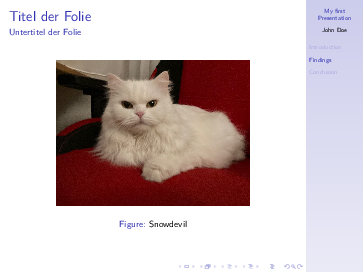 Titel der Folie
Untertitel der Folie
Figure: Snowdevil
My first
Presentation
John Doe
Introduction
Findings
Conclusion